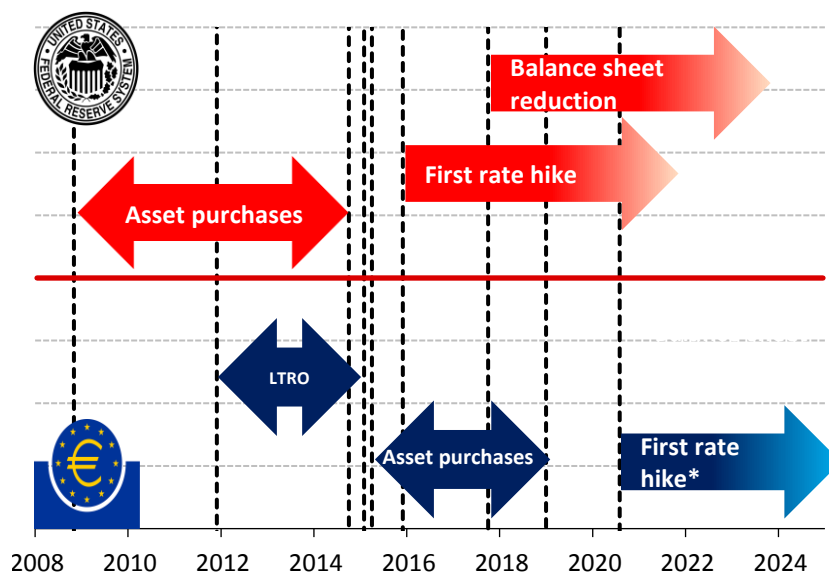 UNITED STATES
FEDERAL RESERVE SYSTEM
Balance sheet
reduction
First rate hike
Asset purchases
LTRO
Asset purchases
First rate
hike*
€
2008 2010 2012 2014 2016 2018 2020 2022 2024